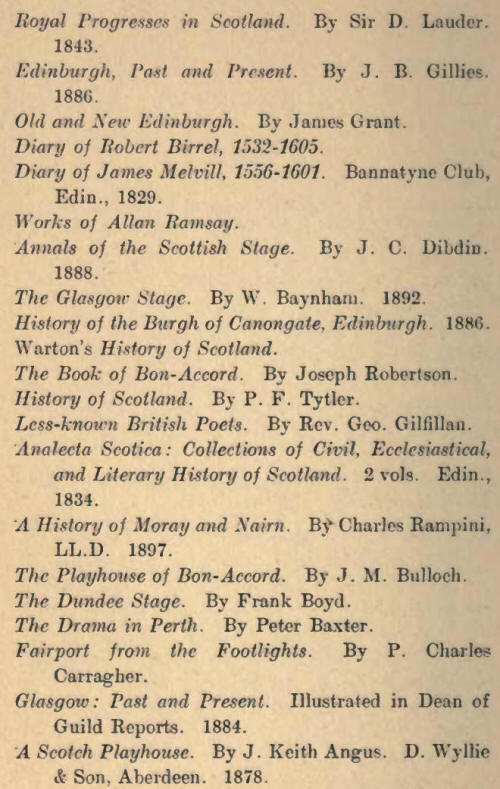 Royal Progresses in Scotland. By Sir D. Lauder.
1843.
Edinburgh, Past and Present. By J. B. Gillies.
1886.
Old and New Edinburgh. By James Grant.
Diary of Robert Birrel, 1532-1605.
Diary of James Melvill, 1556-1601. Bannatyne Club,
Edin., 1829.
Works of Allan Ramsay.
Annals of the Scottish Stage. By J. C. Dibdin.
1888.
The Glasgow Stage. By W. Baynham. 1892.
History of the Burgh of Canongate, Edinburgh. 1886.
Warton's History of Scotland.
The Book of Bon-Accord. By Joseph Robertson.
History of Scotland. By P. F. Tytler.
Less-known British Poets. By Rev. Geo. Gilfillan.
Analecta Scotica: Collections of Civil, Ecclesiastical,
and Literary History of Scotland. 2 vols. Edin.,
1834.
A History of Moray and Nairn. By Charles Rampini,
LL.D. 1897.
The Playhouse of Bon-Accord. By J. M. Bulloch.
The Dundee Stage. By Frank Boyd.
The Drama in Perth. By Peter Baxter.
Fairport from the Footlights. By P. Charles
Carragher.
Glasgow: Past and Present. Illustrated in Dean of
Guild Reports. 1884.
A Scotch Playhouse. By J. Keith Angus. D. Wyllie
& Son, Aberdeen. 1878.